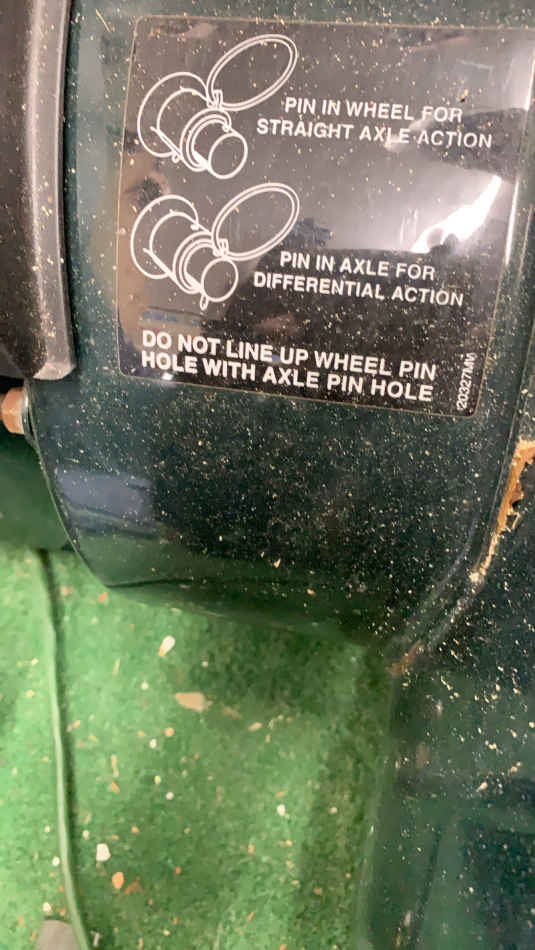 PIN IN WHEEL FOR
STRAIGHT AXLE ACTION
PIN IN AXLE FOR
DIFFERENTIAL ACTION
DO NOT LINE UP WHEEL PIN
HOLE WITH AXLE PIN HOLE
120327MM